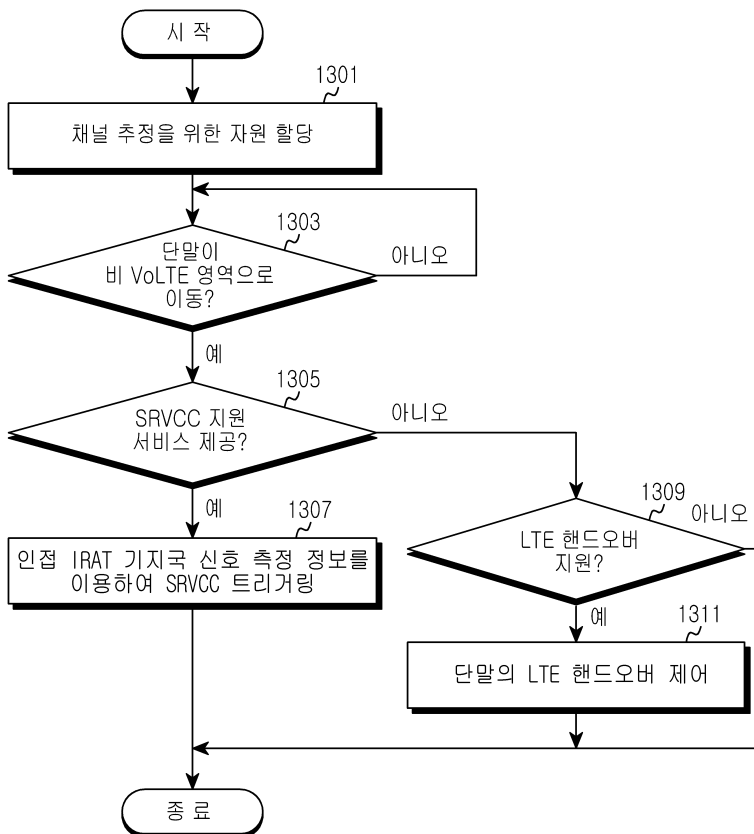 시 작
1301
채널 추정을 위한 자원 할당
1303
단말이
비 VoLTE 영역으로
이동?
아니오
예
1305
SRVCC 지원
서비스 제공?
아니오
예
1307
인접 IRAT 기지국 신호 측정 정보를
이용하여 SRVCC 트리거링
1309
LTE 핸드오버
지원?
아니오
예
1311
단말의 LTE 핸드오버 제어
종 료